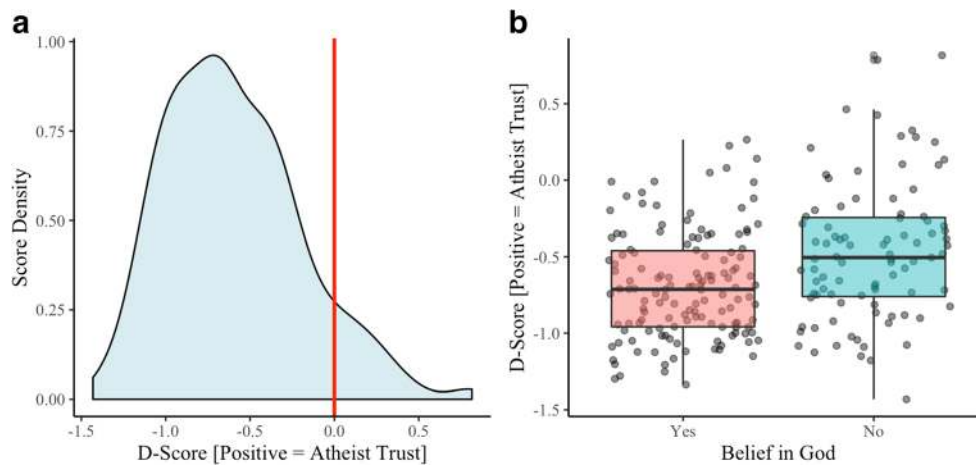 a
1.00
0.75
0.50
0.25
0.00
Score Density
-1.5
-1.0
-0.5
0.0
0.5
D-Score [Positive = Atheist Trust]
b
0.5
0.0
-0.5
-1.0
-1.5
D-Score [Positive = Atheist Trust]
Yes
No
Belief in God